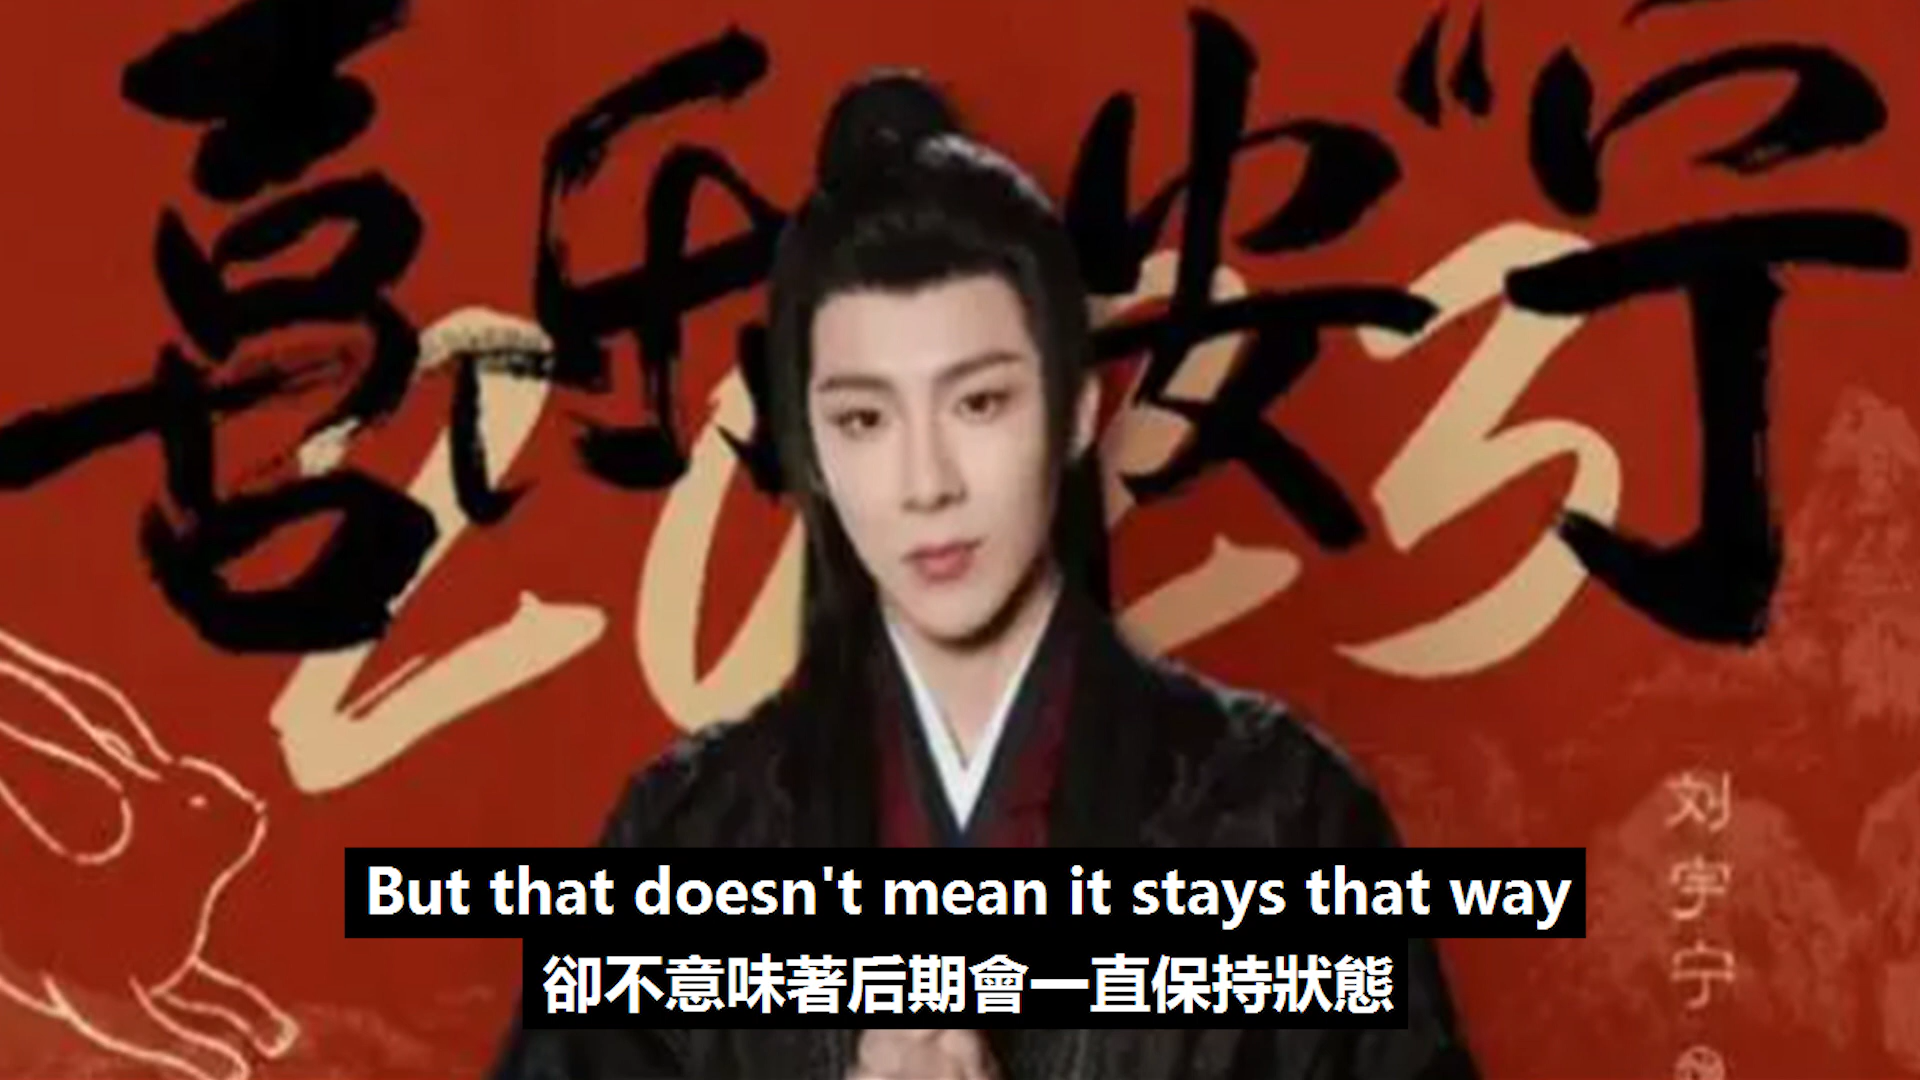 喜乐安“宁
2023
刘宇宁
But that doesn't mean it stays that way
卻不意味著后期會一直保持狀態